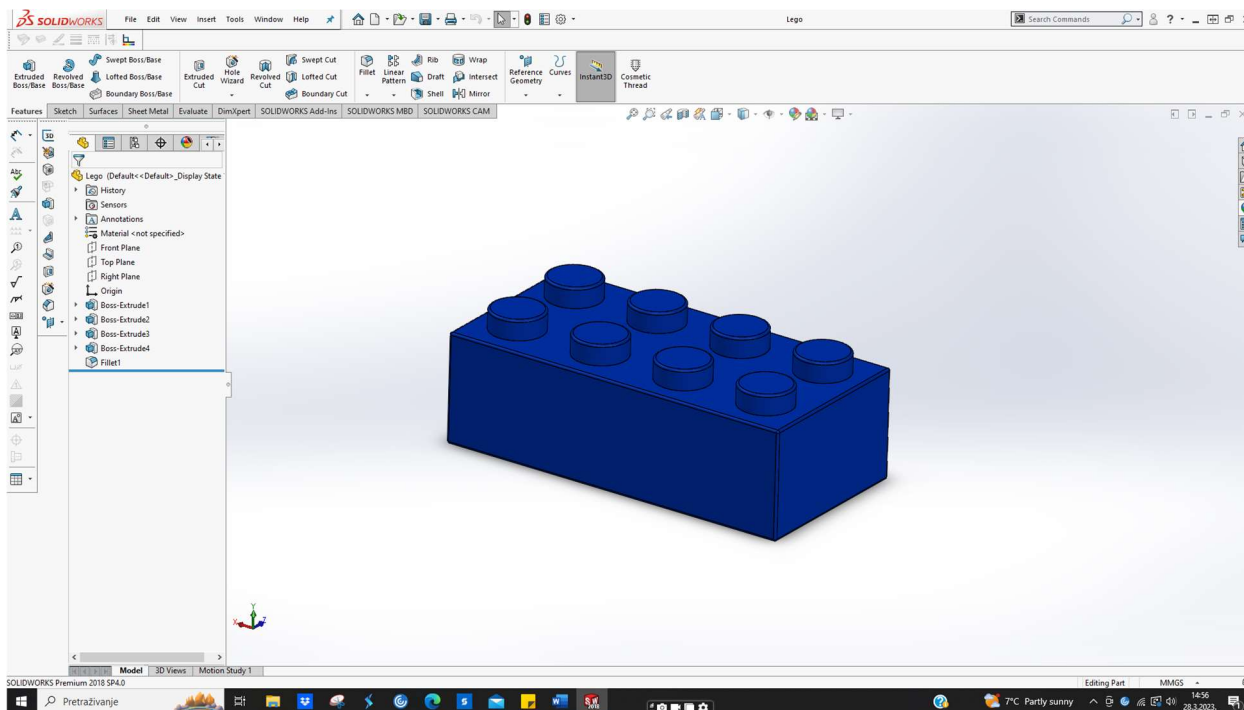 SOLIDWORKS File Edit View Insert Tools Window Help Lego Search Commands
Extruded Boss/Base
Revolved Boss/Base
Swept Boss/Base
Lofted Boss/Base
Boundary Boss/Base
Extruded Cut
Hole Wizard
Revolved Cut
Swept Cut
Lofted Cut
Boundary Cut
Fillet
Linear Pattern
Rib
Draft
Shell
Wrap
Intersect
Mirror
Reference Geometry
Curves
Instant3D
Cosmetic Thread
Features Sketch Surfaces Sheet Metal Evaluate DimXpert SOLIDWORKS Add-Ins SOLIDWORKS MBD SOLIDWORKS CAM
Lego (Default<<Default>_Display State
History
Sensors
Annotations
Material <not specified>
Front Plane
Top Plane
Right Plane
Origin
Boss-Extrude1
Boss-Extrude2
Boss-Extrude3
Boss-Extrude4
Fillet1
Y
X
Z
Model 3D Views Motion Study 1
SOLIDWORKS Premium 2018 SP4.0 Editing Part MMGS
Pretraživanje 7°C Partly sunny 14:56
28.3.2023.